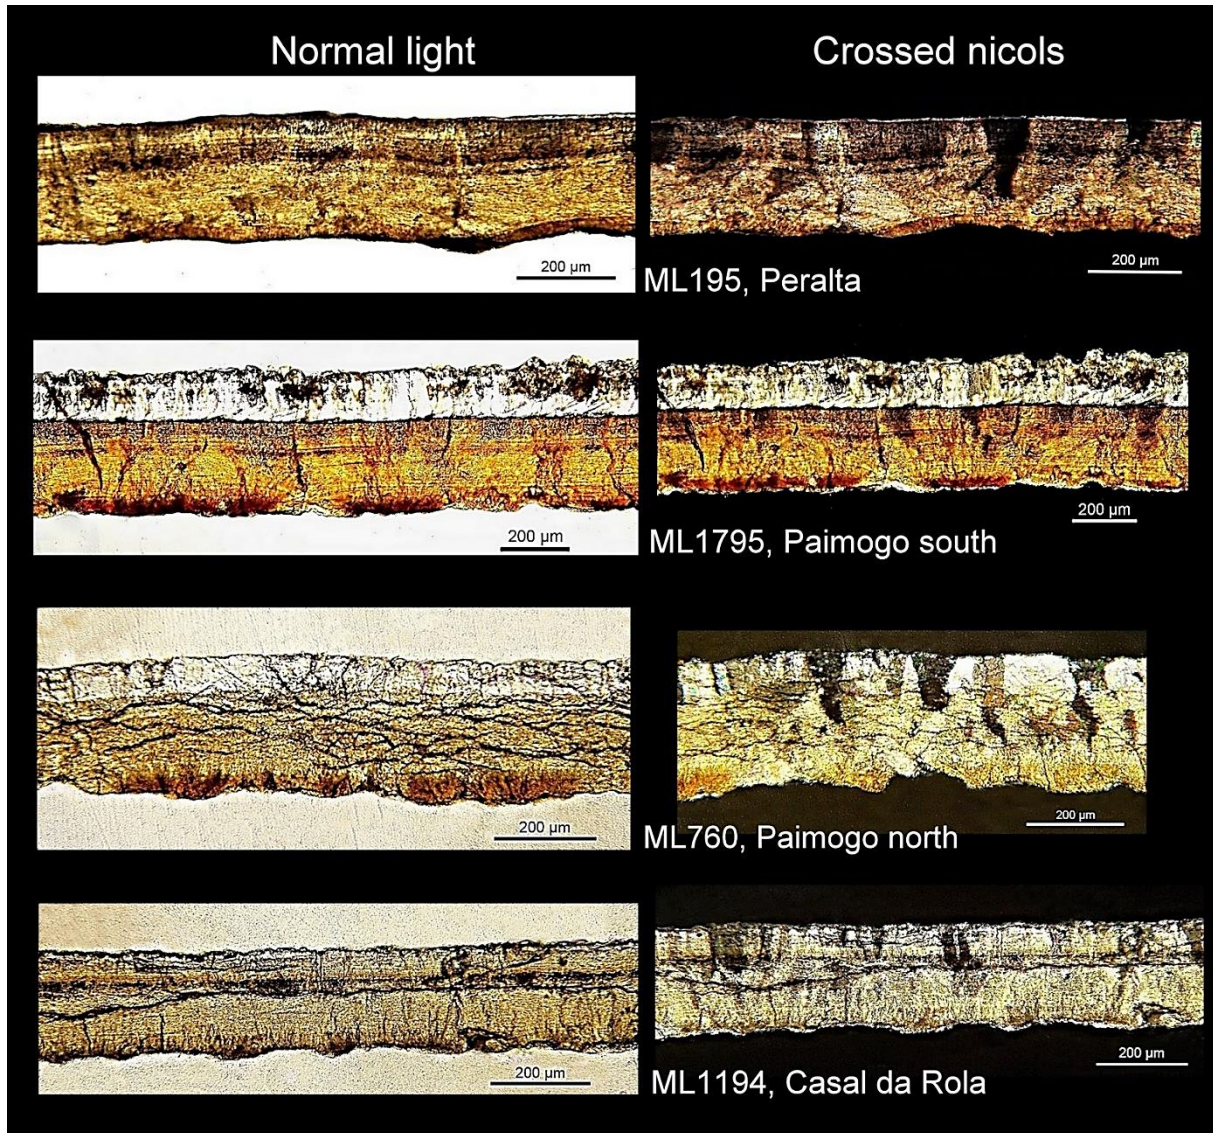 Normal light
Crossed nicols
200 µm
200 µm
ML195, Peralta
200 µm
200 µm
ML1795, Paimogo south
200 µm
200 µm
ML760, Paimogo north
200 µm
200 µm
ML1194, Casal da Rola